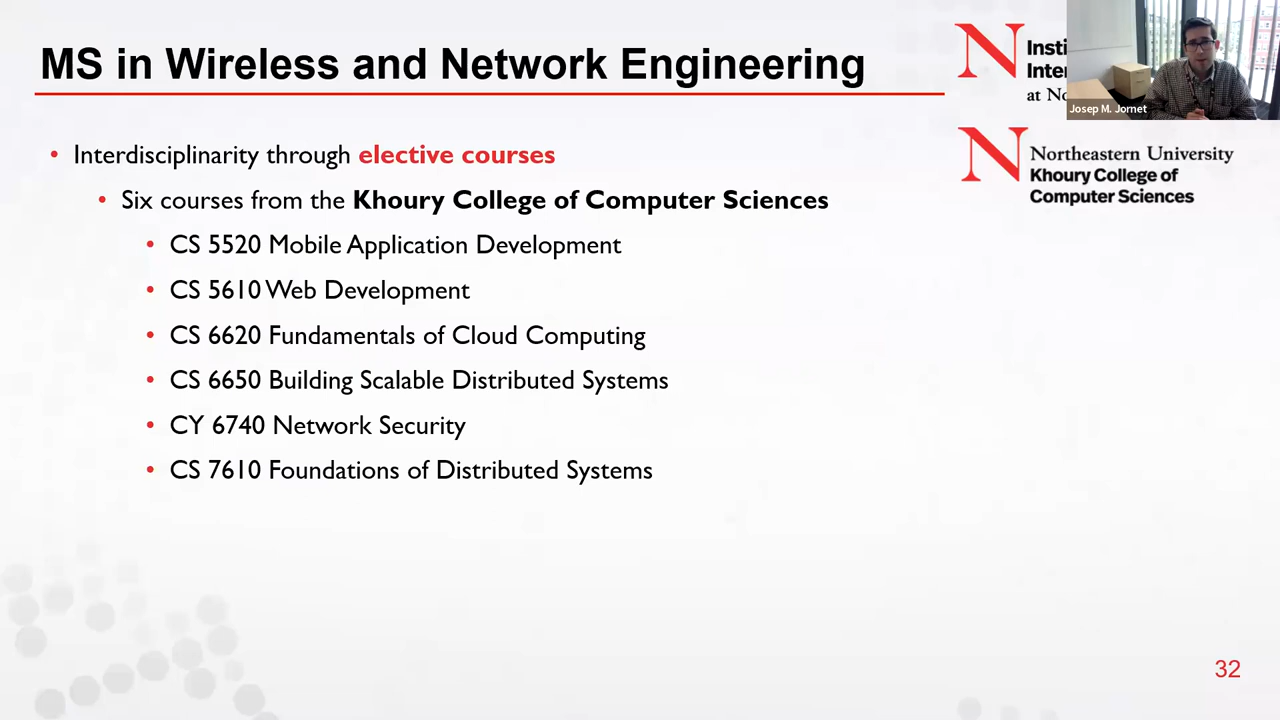 MS in Wireless and Network Engineering
Insti
Inter
at No
Josep M. Jornet
Northeastern University
Khoury College of
Computer Sciences
• Interdisciplinarity through elective courses
• Six courses from the Khoury College of Computer Sciences
• CS 5520 Mobile Application Development
• CS 5610 Web Development
• CS 6620 Fundamentals of Cloud Computing
• CS 6650 Building Scalable Distributed Systems
• CY 6740 Network Security
• CS 7610 Foundations of Distributed Systems
32